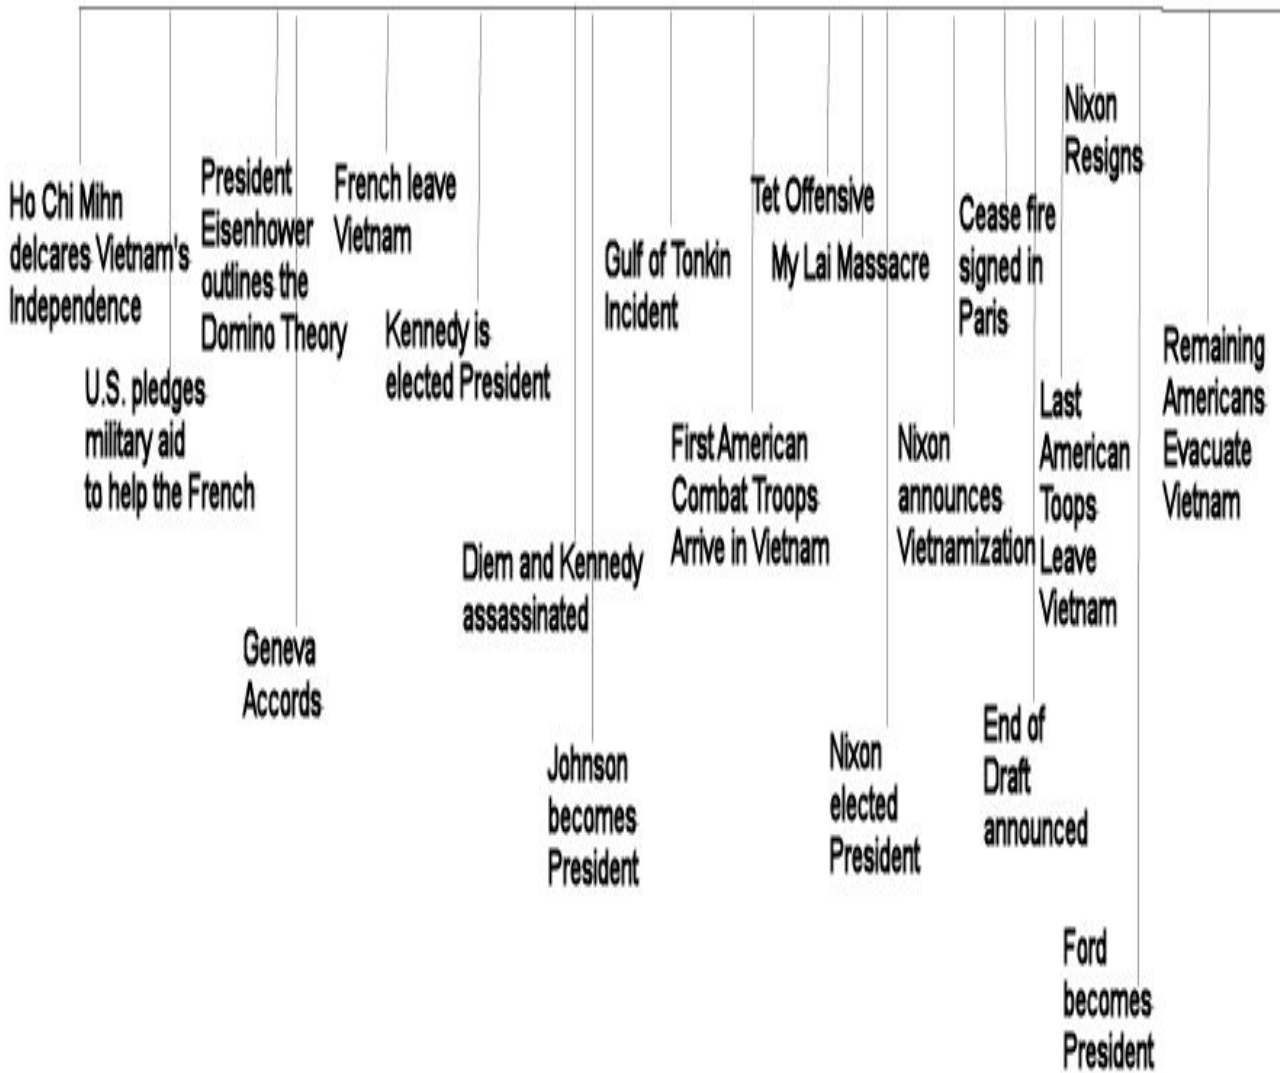 Ho Chi Mihn
delcares Vietnam's
Independence
U.S. pledges
military aid
to help the French
President
Eisenhower
outlines the
Domino Theory
Geneva
Accords
French leave
Vietnam
Kennedy is
elected President
Diem and Kennedy
assassinated
Johnson
becomes
President
Gulf of Tonkin
Incident
First American
Combat Troops
Arrive in Vietnam
Tet Offensive
My Lai Massacre
Nixon
elected
President
Nixon
announces
Vietnamization
Cease fire
signed in
Paris
End of
Draft
announced
Last
American
Toops
Leave
Vietnam
Nixon
Resigns
Ford
becomes
President
Remaining
Americans
Evacuate
Vietnam